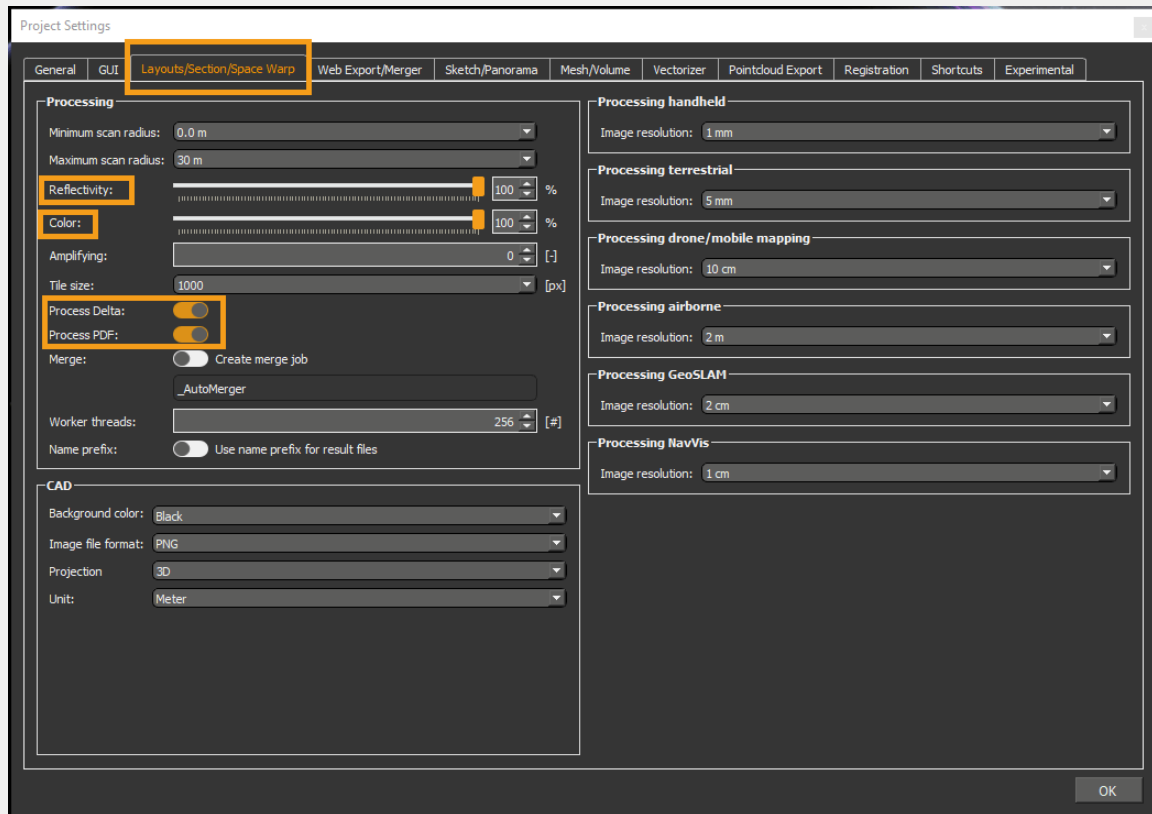 Project Settings
General GUI Layouts/Section/Space Warp Web Export/Merger Sketch/Panorama Mesh/Volume Vectorizer Pointcloud Export Registration Shortcuts Experimental
Processing
Minimum scan radius: 0.0 m
Maximum scan radius: 30 m
Reflectivity: 100 %
Color: 100 %
Amplifying: 0 [-]
Tile size: 1000 [px]
Process Delta:
Process PDF:
Merge: Create merge job
_AutoMerger
Worker threads: 256 [#]
Name prefix: Use name prefix for result files
CAD
Background color: Black
Image file format: PNG
Projection 3D
Unit: Meter
Processing handheld
Image resolution: 1 mm
Processing terrestrial
Image resolution: 5 mm
Processing drone/mobile mapping
Image resolution: 10 cm
Processing airborne
Image resolution: 2 m
Processing GeoSLAM
Image resolution: 2 cm
Processing NavVis
Image resolution: 1 cm
OK